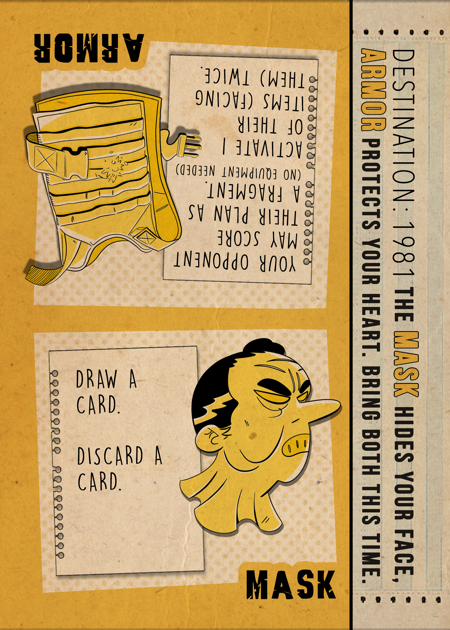 ARMOR
YOUR OPPONENT
MAY SCORE
THEIR PLAN AS
A FRAGMENT.
(NO EQUIPMENT NEEDED)
ACTIVATE 1
OF THEIR
ITEMS (FACING
THEM) TWICE.
DRAW A
CARD.
DISCARD A
CARD.
MASK
DESTINATION: 1981 THE MASK HIDES YOUR FACE,
ARMOR PROTECTS YOUR HEART. BRING BOTH THIS TIME.